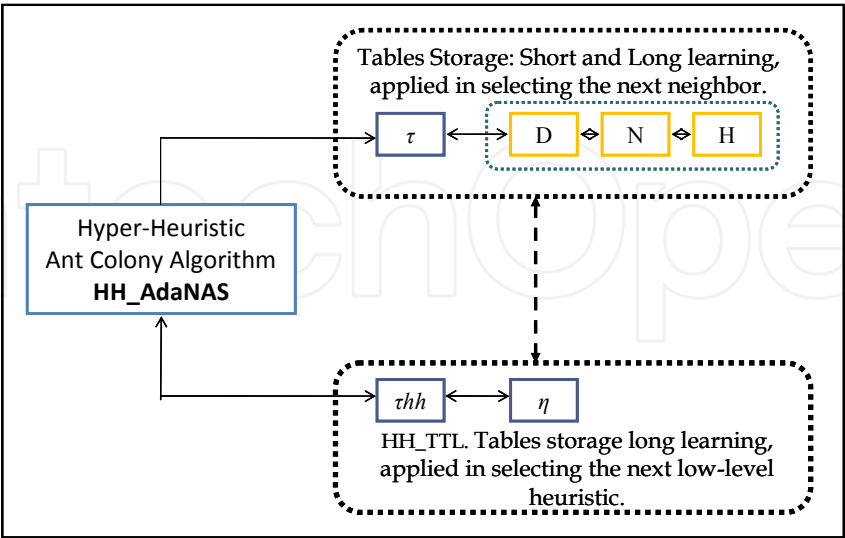 Tables Storage: Short and Long learning,
applied in selecting the next neighbor.
τ
D
N
H
Hyper-Heuristic
Ant Colony Algorithm
HH_AdaNAS
τhh
η
HH_TTL. Tables storage long learning,
applied in selecting the next low-level
heuristic.
ntechOpe